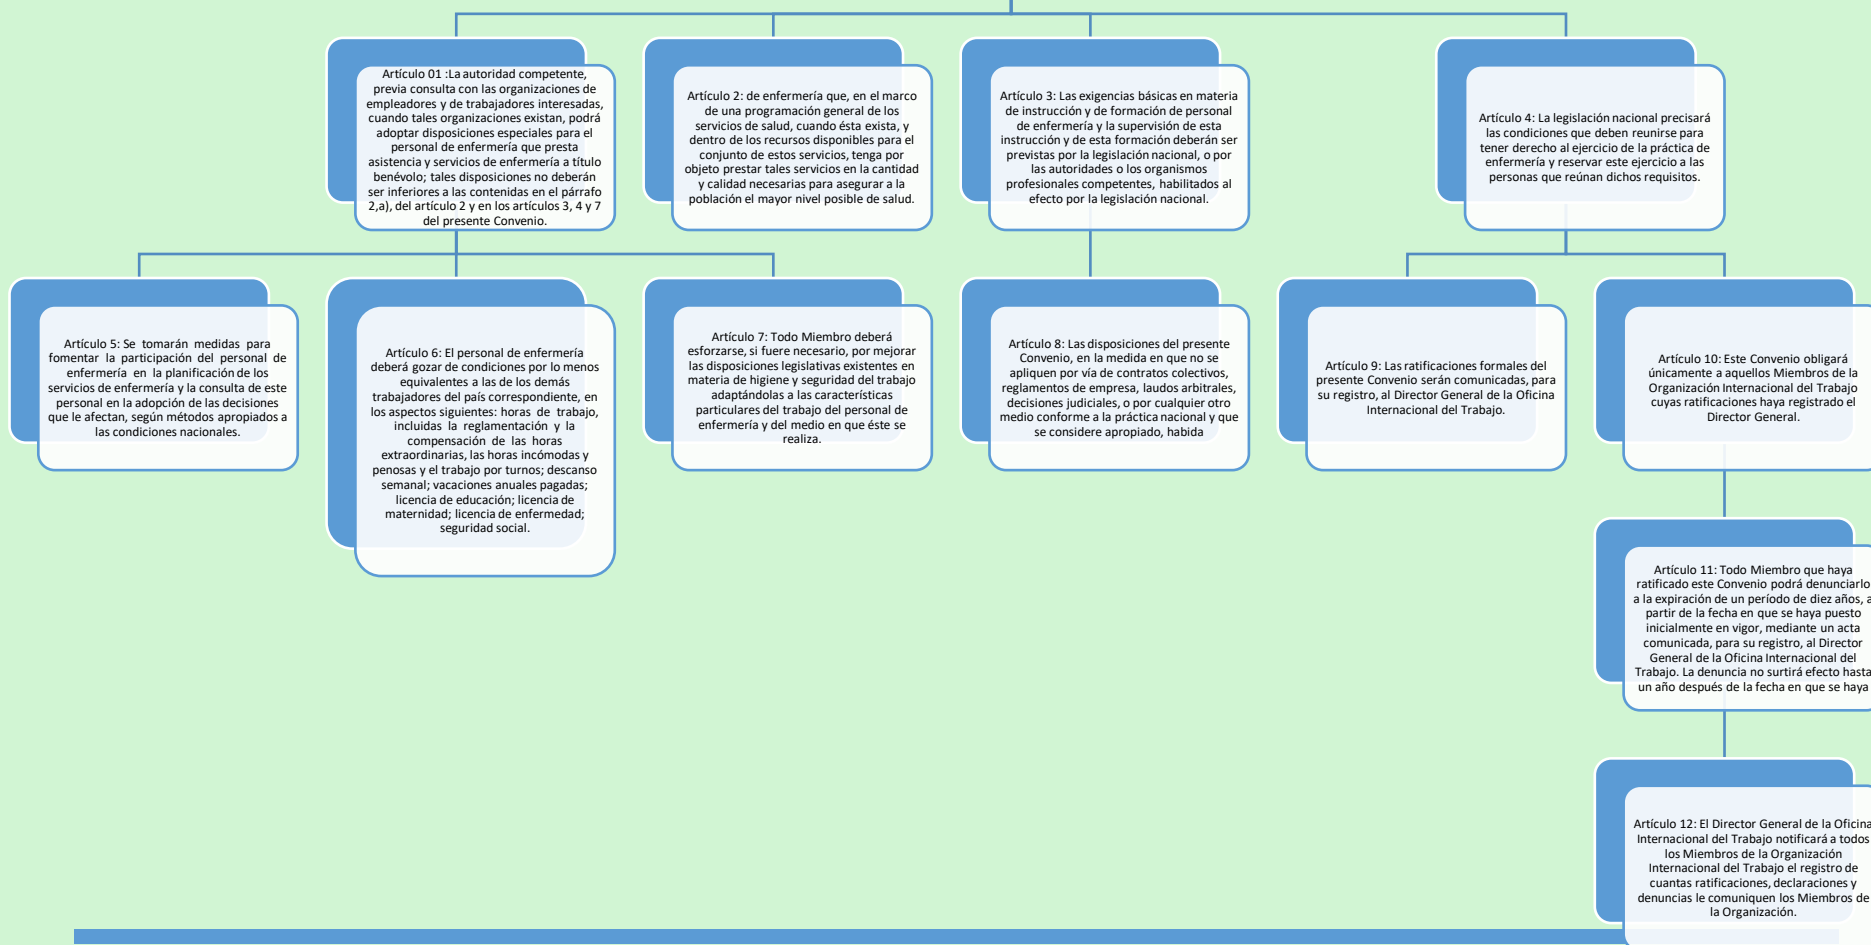 Artículo 01 :La autoridad competente,
previa consulta con las organizaciones de
empleadores y de trabajadores interesadas,
cuando tales organizaciones existan, podrá
adoptar disposiciones especiales para el
personal de enfermería que presta
asistencia y servicios de enfermería a título
benévolo; tales disposiciones no deberán
ser inferiores a las contenidas en el párrafo
2,a), del artículo 2 y en los artículos 3, 4 y 7
del presente Convenio.
Artículo 2: de enfermería que, en el marco
de una programación general de los
servicios de salud, cuando ésta exista, y
dentro de los recursos disponibles para el
conjunto de estos servicios, tenga por
objeto prestar tales servicios en la cantidad
y calidad necesarias para asegurar a la
población el mayor nivel posible de salud.
Artículo 3: Las exigencias básicas en materia
de instrucción y de formación de personal
de enfermería y la supervisión de esta
instrucción y de esta formación deberán ser
previstas por la legislación nacional, o por
las autoridades o los organismos
profesionales competentes, habilitados al
efecto por la legislación nacional.
Artículo 4: La legislación nacional precisará
las condiciones que deben reunirse para
tener derecho al ejercicio de la práctica de
enfermería y reservar este ejercicio a las
personas que reúnan dichos requisitos.
Artículo 5: Se tomarán medidas para
fomentar la participación del personal de
enfermería en la planificación de los
servicios de enfermería y la consulta de este
personal en la adopción de las decisiones
que le afectan, según métodos apropiados a
las condiciones nacionales.
Artículo 6: El personal de enfermería
deberá gozar de condiciones por lo menos
equivalentes a las de los demás
trabajadores del país correspondiente, en
los aspectos siguientes: horas de trabajo,
incluidas la reglamentación y la
compensación de las horas
extraordinarias, las horas incómodas y
penosas y el trabajo por turnos; descanso
semanal; vacaciones anuales pagadas;
licencia de educación; licencia de
maternidad; licencia de enfermedad;
seguridad social.
Artículo 7: Todo Miembro deberá
esforzarse, si fuere necesario, por mejorar
las disposiciones legislativas existentes en
materia de higiene y seguridad del trabajo
adaptándolas a las características
particulares del trabajo del personal de
enfermería y del medio en que éste se
realiza.
Artículo 8: Las disposiciones del presente
Convenio, en la medida en que no se
apliquen por vía de contratos colectivos,
reglamentos de empresa, laudos arbitrales,
decisiones judiciales, o por cualquier otro
medio conforme a la práctica nacional y que
se considere apropiado, habida
Artículo 9: Las ratificaciones formales del
presente Convenio serán comunicadas, para
su registro, al Director General de la Oficina
Internacional del Trabajo.
Artículo 10: Este Convenio obligará
únicamente a aquellos Miembros de la
Organización Internacional del Trabajo
cuyas ratificaciones haya registrado el
Director General.
Artículo 11: Todo Miembro que haya
ratificado este Convenio podrá denunciarlo
a la expiración de un período de diez años, a
partir de la fecha en que se haya puesto
inicialmente en vigor, mediante un acta
comunicada, para su registro, al Director
General de la Oficina Internacional del
Trabajo. La denuncia no surtirá efecto hasta
un año después de la fecha en que se haya
Artículo 12: El Director General de la Oficina
Internacional del Trabajo notificará a todos
los Miembros de la Organización
Internacional del Trabajo el registro de
cuantas ratificaciones, declaraciones y
denuncias le comuniquen los Miembros de
la Organización.